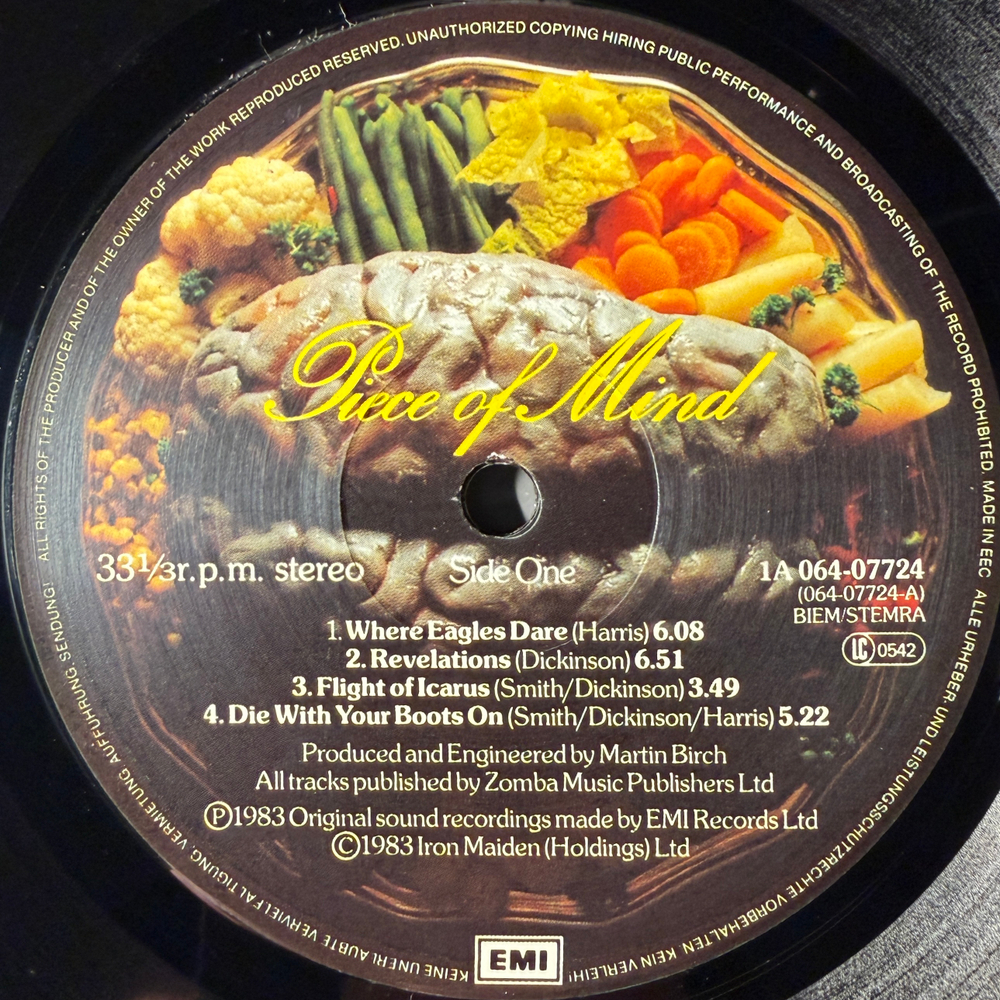 ALL RIGHTS OF THE PRODUCER AND OF THE OWNER OF THE WORK REPRODUCED RESERVED. UNAUTHORIZED COPYING HIRING PUBLIC PERFORMANCE AND BROADCASTING OF THE RECORD PROHIBITED. MADE IN EEC
ALLE URHEBER- UND LEISTUNGSSCHUTZRECHTE VORBEHALTEN. KEIN VERLEIH! KEINE UNERLAUBTE VERVIELFÄLTIGUNG, VERMIETUNG, AUFFÜHRUNG, SENDUNG!
Piece of Mind
33⅓r.p.m. stereo
Side One
1A 064-07724
(064-07724-A)
BIEM/STEMRA
LC 0542
1. Where Eagles Dare (Harris) 6.08
2. Revelations (Dickinson) 6.51
3. Flight of Icarus (Smith/Dickinson) 3.49
4. Die With Your Boots On (Smith/Dickinson/Harris) 5.22
Produced and Engineered by Martin Birch
All tracks published by Zomba Music Publishers Ltd
Ⓟ1983 Original sound recordings made by EMI Records Ltd
©1983 Iron Maiden (Holdings) Ltd
EMI